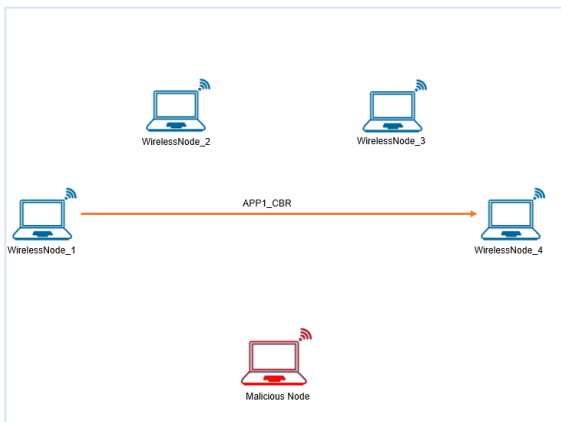 WirelessNode_2
WirelessNode_3
APP1_CBR
WirelessNode_1
WirelessNode_4
Malicious Node